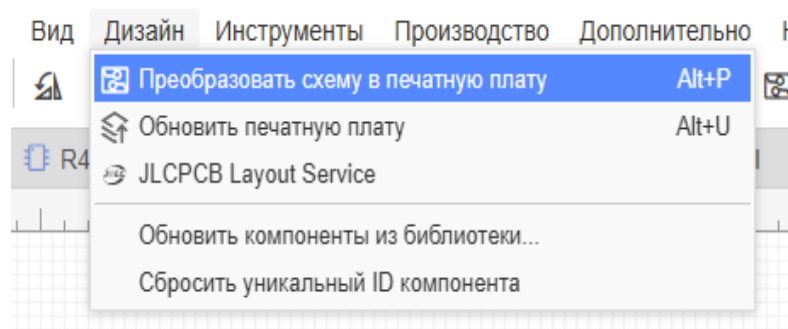 Вид Дизайн Инструменты Производство Дополнительно
Преобразовать схему в печатную плату Alt+P
Обновить печатную плату Alt+U
R4
JLCPCB Layout Service
Обновить компоненты из библиотеки...
Сбросить уникальный ID компонента